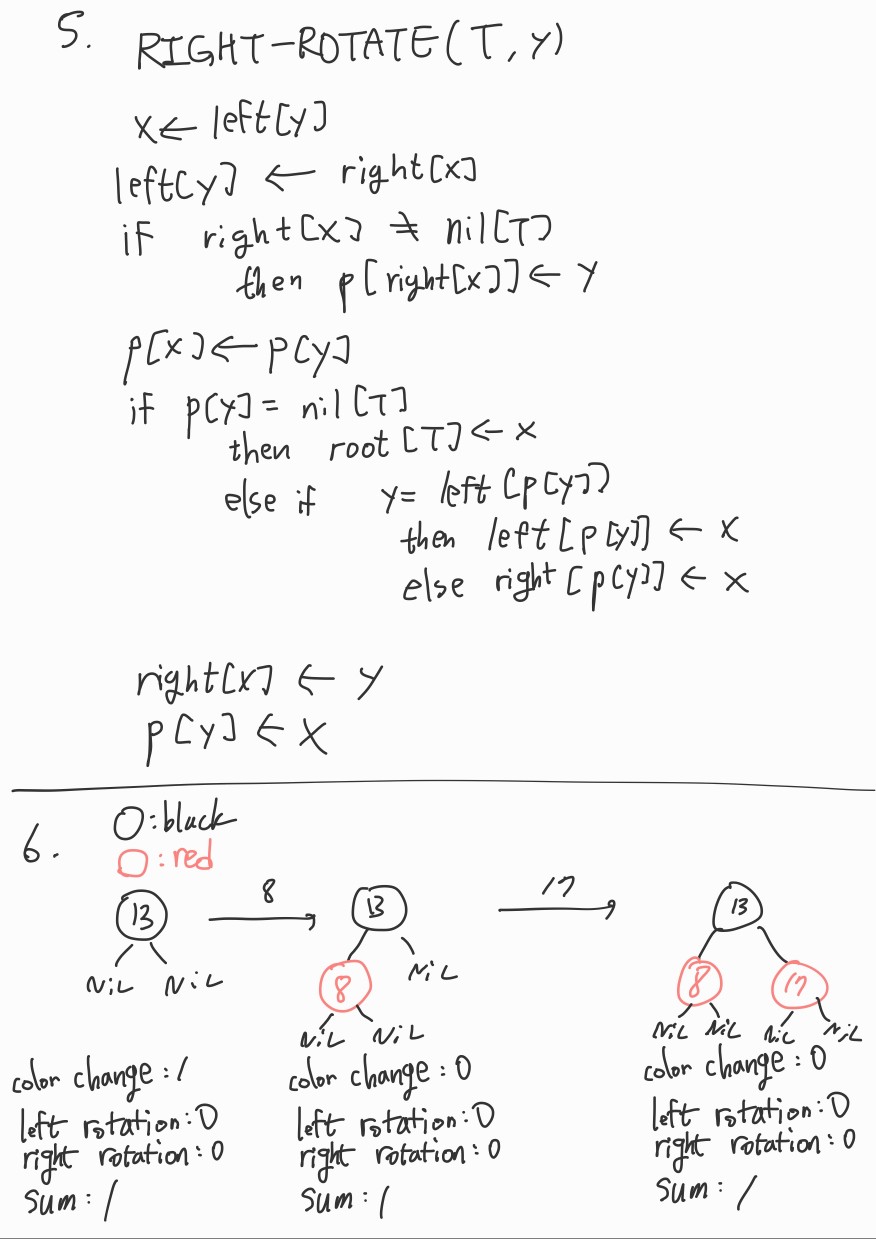 5. RIGHT-ROTATE(T, y)
x ← left[y]
left[y] ← right[x]
if right[x] ≠ nil[T]
then p[right[x]] ← y
p[x] ← p[y]
if p[y] = nil[T]
then root[T] ← x
else if y = left[p[y]]
then left[p[y]] ← x
else right[p[y]] ← x
right[x] ← y
p[y] ← x
6. O : black
O : red
13 8 13 17 13
NiL NiL 8 NiL 8 17
NiL NiL NiL NiL NiL NiL
color change : 1 color change : 0 color change : 0
left rotation : 0 left rotation : 0 left rotation : 0
right rotation : 0 right rotation : 0 right rotation : 0
sum : 1 sum : 1 sum : 1